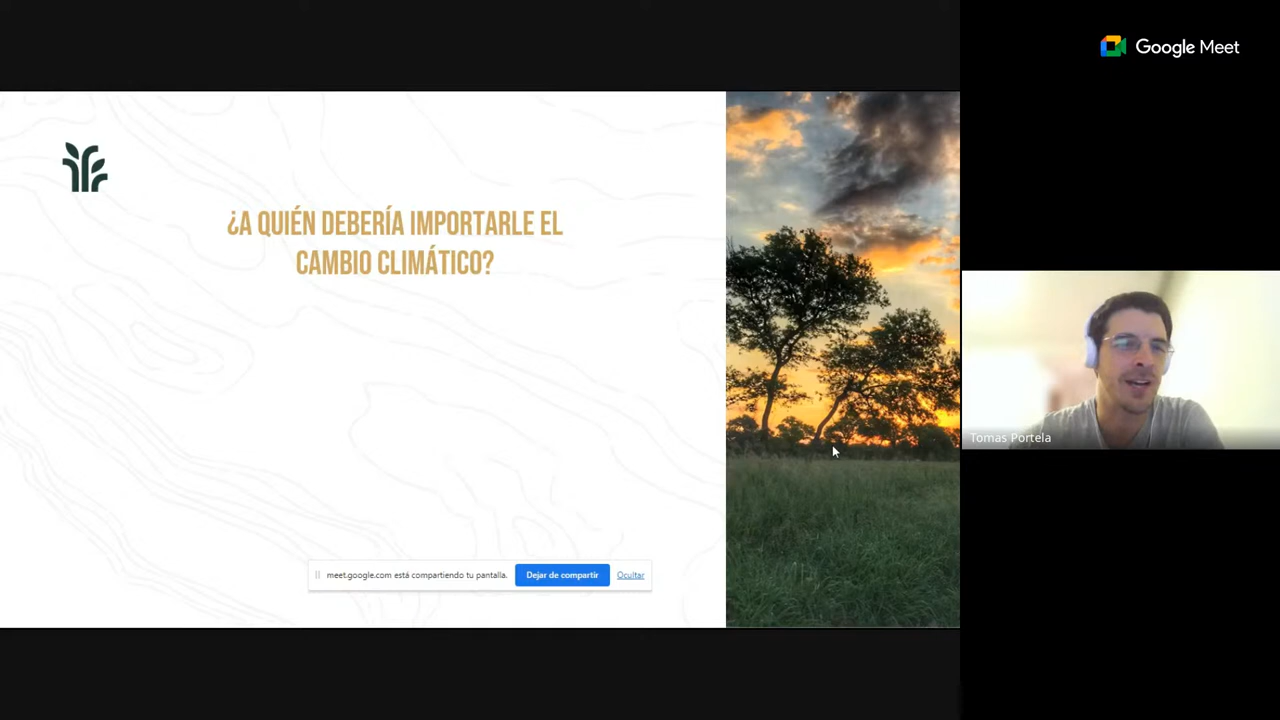 Google Meet
¿A QUIÉN DEBERÍA IMPORTARLE EL
CAMBIO CLIMÁTICO?
Tomas Portela
meet.google.com está compartiendo tu pantalla.
Dejar de compartir
Ocultar